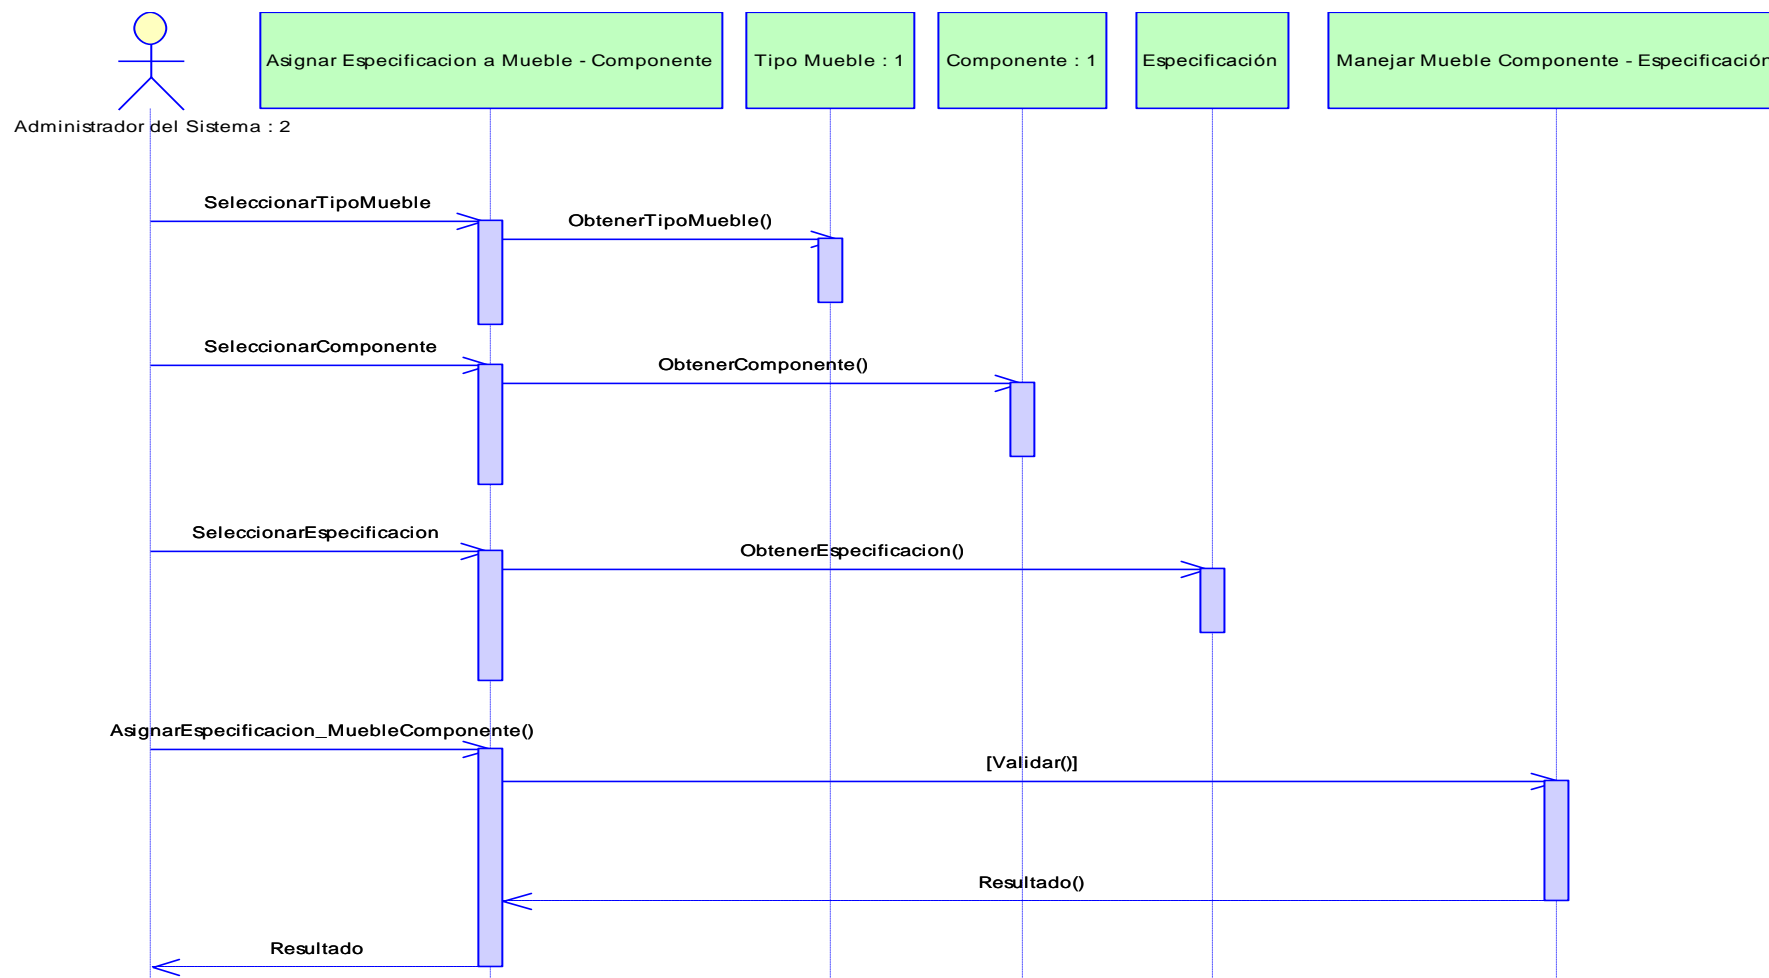 Asignar Especificacion a Mueble - Componente
Tipo Mueble : 1
Componente : 1
Especificación
Manejar Mueble Componente - Especificación
Administrador del Sistema : 2
SeleccionarTipoMueble
ObtenerTipoMueble()
SeleccionarComponente
ObtenerComponente()
SeleccionarEspecificacion
ObtenerEspecificacion()
AsignarEspecificacion_MuebleComponente()
[Validar()]
Resultado()
Resultado